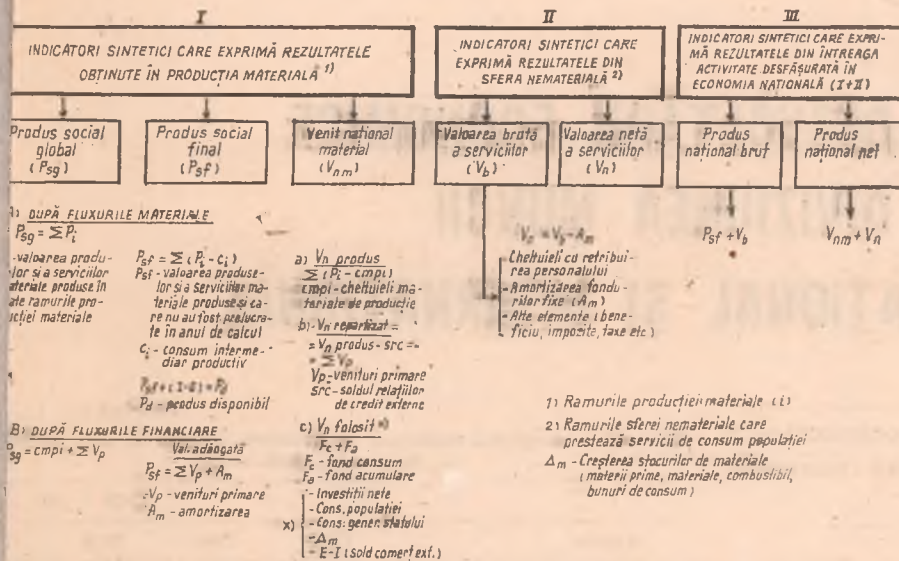 I
INDICATORI SINTETICI CARE EXPRIMĂ REZULTATELE
OBȚINUTE ÎN PRODUCȚIA MATERIALĂ 1)
Produs social
global
(Psg)
Produs social
final
(Psf)
Venit național
material
(Vnm)
II
INDICATORI SINTETICI CARE
EXPRIMĂ REZULTATELE DIN
SFERA NEMATERIALĂ 2)
Valoarea brută
a serviciilor
(Vb)
Valoarea netă
a serviciilor
(Vn)
III
INDICATORI SINTETICI CARE EXPRI-
MĂ REZULTATELE DIN ÎNTREAGA
ACTIVITATE DESFĂȘURATĂ ÎN
ECONOMIA NAȚIONALĂ (I+II)
Produs
național brut
Produs
național net
Psf + Vb
Vnm + Vn
A) DUPĂ FLUXURILE MATERIALE
Psg = ∑ Pi
- valoarea produ-
lor și a serviciilor
ateriale produse în
ate ramurile pro-
ucției materiale
Psf = ∑ (Pi - ci)
Psf - valoarea produse-
lor și a serviciilor ma-
teriale produse și ca-
re nu au fost prelucra-
te în anul de calcul
ci - consum interme-
diar productiv
Pd - produs disponibil
a) Vn produs
∑ (Pi - cmpi)
cmpi - cheltuieli ma-
teriale de producție
b) - Vn repartizat =
= Vn produs - src =
= ∑ Vp
Vp - venituri primare
src - soldul relațiilor
de credit externe
c) Vn folosit x)
Fc + Fa
Fc - fond consum
Fa - fond acumulare
x)
- Investiții nete
- Cons. populației
- Cons. gener. statului
- Δm
- E - I (sold comerț ext.)
B) DUPĂ FLUXURILE FINANCIARE
Psg = cmpi + ∑ Vp
Val. adăogată
Psf = ∑ Vp + Am
Vp - venituri primare
Am - amortizarea
Vn = Vb - Am
- Cheltuieli cu retribui-
rea personalului
- Amortizarea fondu-
rilor fixe (Am)
- Alte elemente (bene-
ficiu, impozite, taxe etc)
1) Ramurile producției materiale (i)
2) Ramurile sferei nemateriale care
prestează servicii de consum populației
Δm - Creșterea stocurilor de materiale
(materii prime, materiale, combustibil,
bunuri de consum)